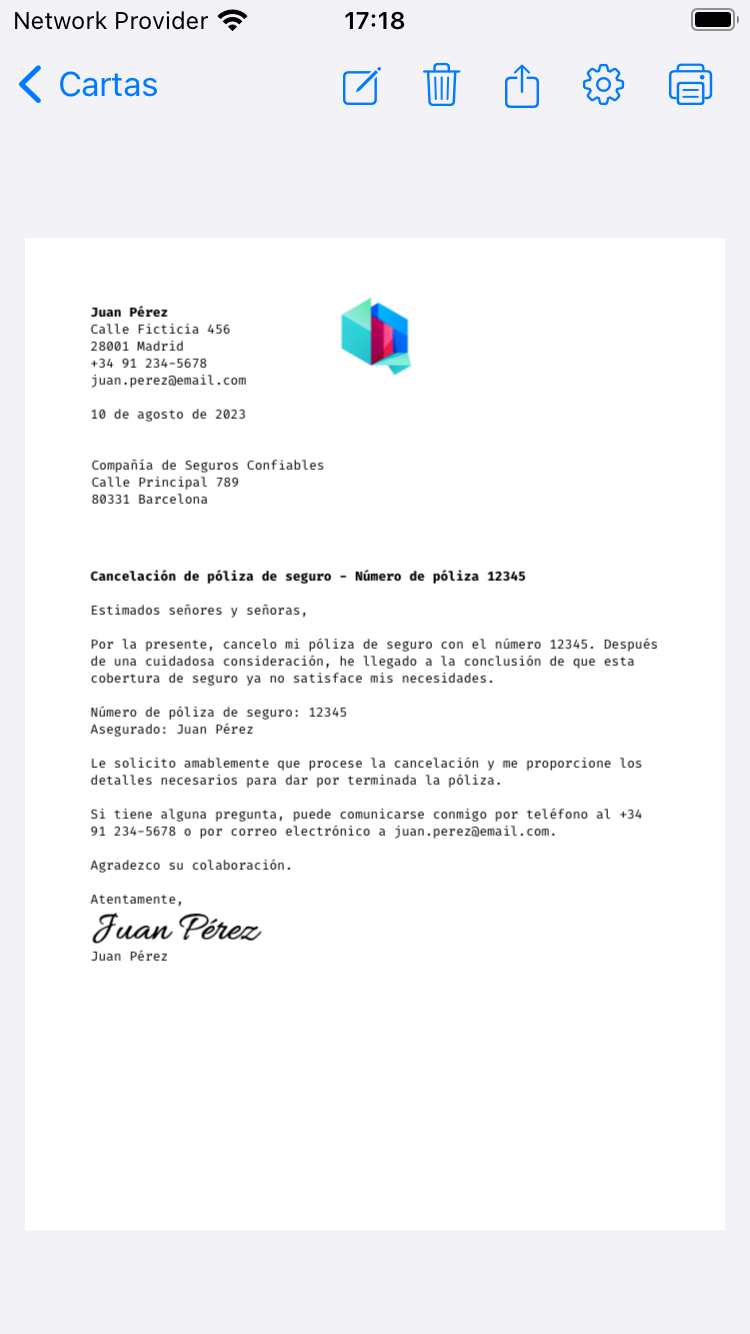 Network Provider 17:18
Cartas
Juan Pérez
Calle Ficticia 456
28001 Madrid
+34 91 234-5678
juan.perez@email.com
10 de agosto de 2023
Compañía de Seguros Confiables
Calle Principal 789
80331 Barcelona
Cancelación de póliza de seguro - Número de póliza 12345
Estimados señores y señoras,
Por la presente, cancelo mi póliza de seguro con el número 12345. Después
de una cuidadosa consideración, he llegado a la conclusión de que esta
cobertura de seguro ya no satisface mis necesidades.
Número de póliza de seguro: 12345
Asegurado: Juan Pérez
Le solicito amablemente que procese la cancelación y me proporcione los
detalles necesarios para dar por terminada la póliza.
Si tiene alguna pregunta, puede comunicarse conmigo por teléfono al +34
91 234-5678 o por correo electrónico a juan.perez@email.com.
Agradezco su colaboración.
Atentamente,
Juan Pérez
Juan Pérez